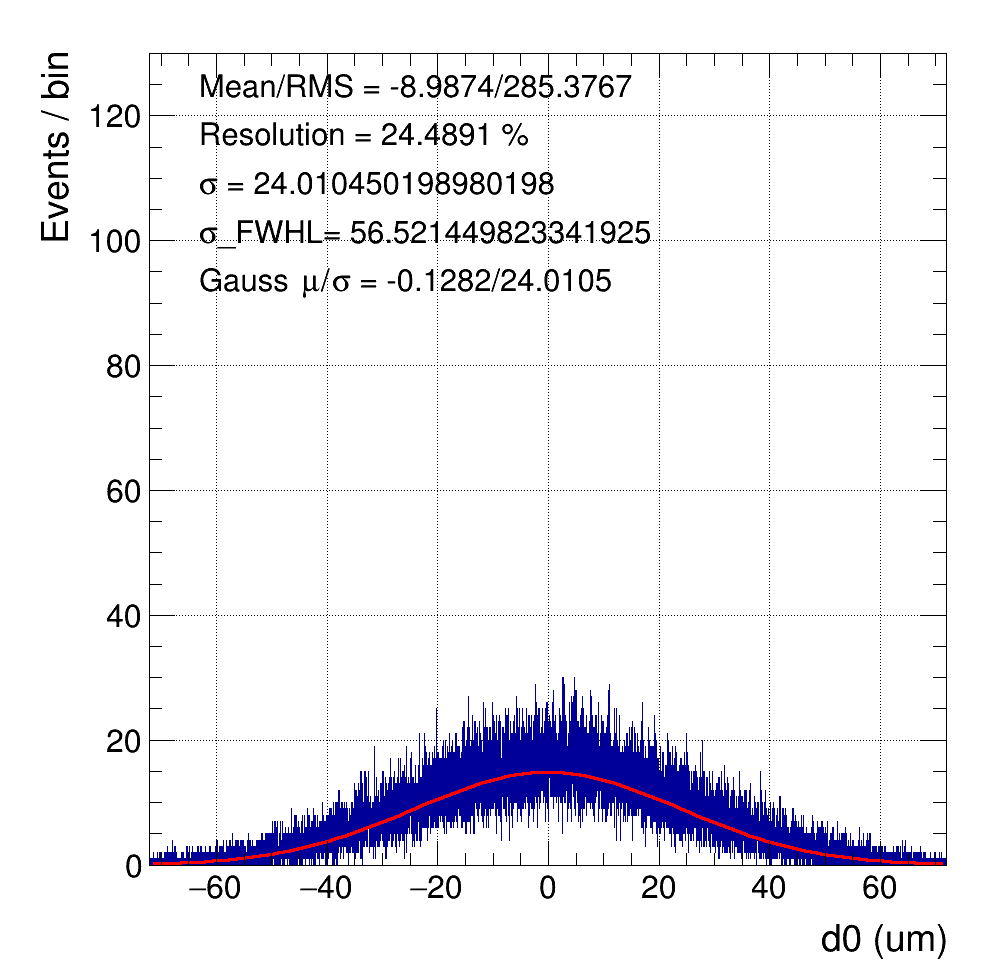 Events / bin
Mean/RMS = -8.9874/285.3767
Resolution = 24.4891 %
σ = 24.010450198980198
σ_FWHL= 56.521449823341925
Gauss μ/σ = -0.1282/24.0105
120
100
80
60
40
20
0
−60 −40 −20 0 20 40 60
d0 (um)